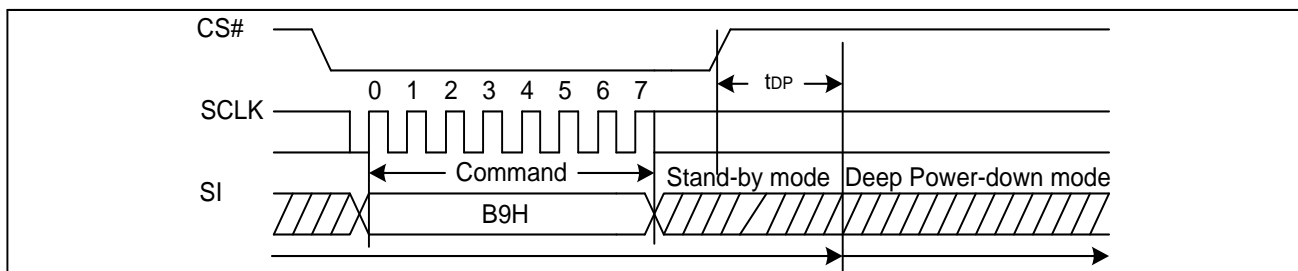 CS#
tDP
0 1 2 3 4 5 6 7
SCLK
Command
Stand-by mode Deep Power-down mode
SI
B9H